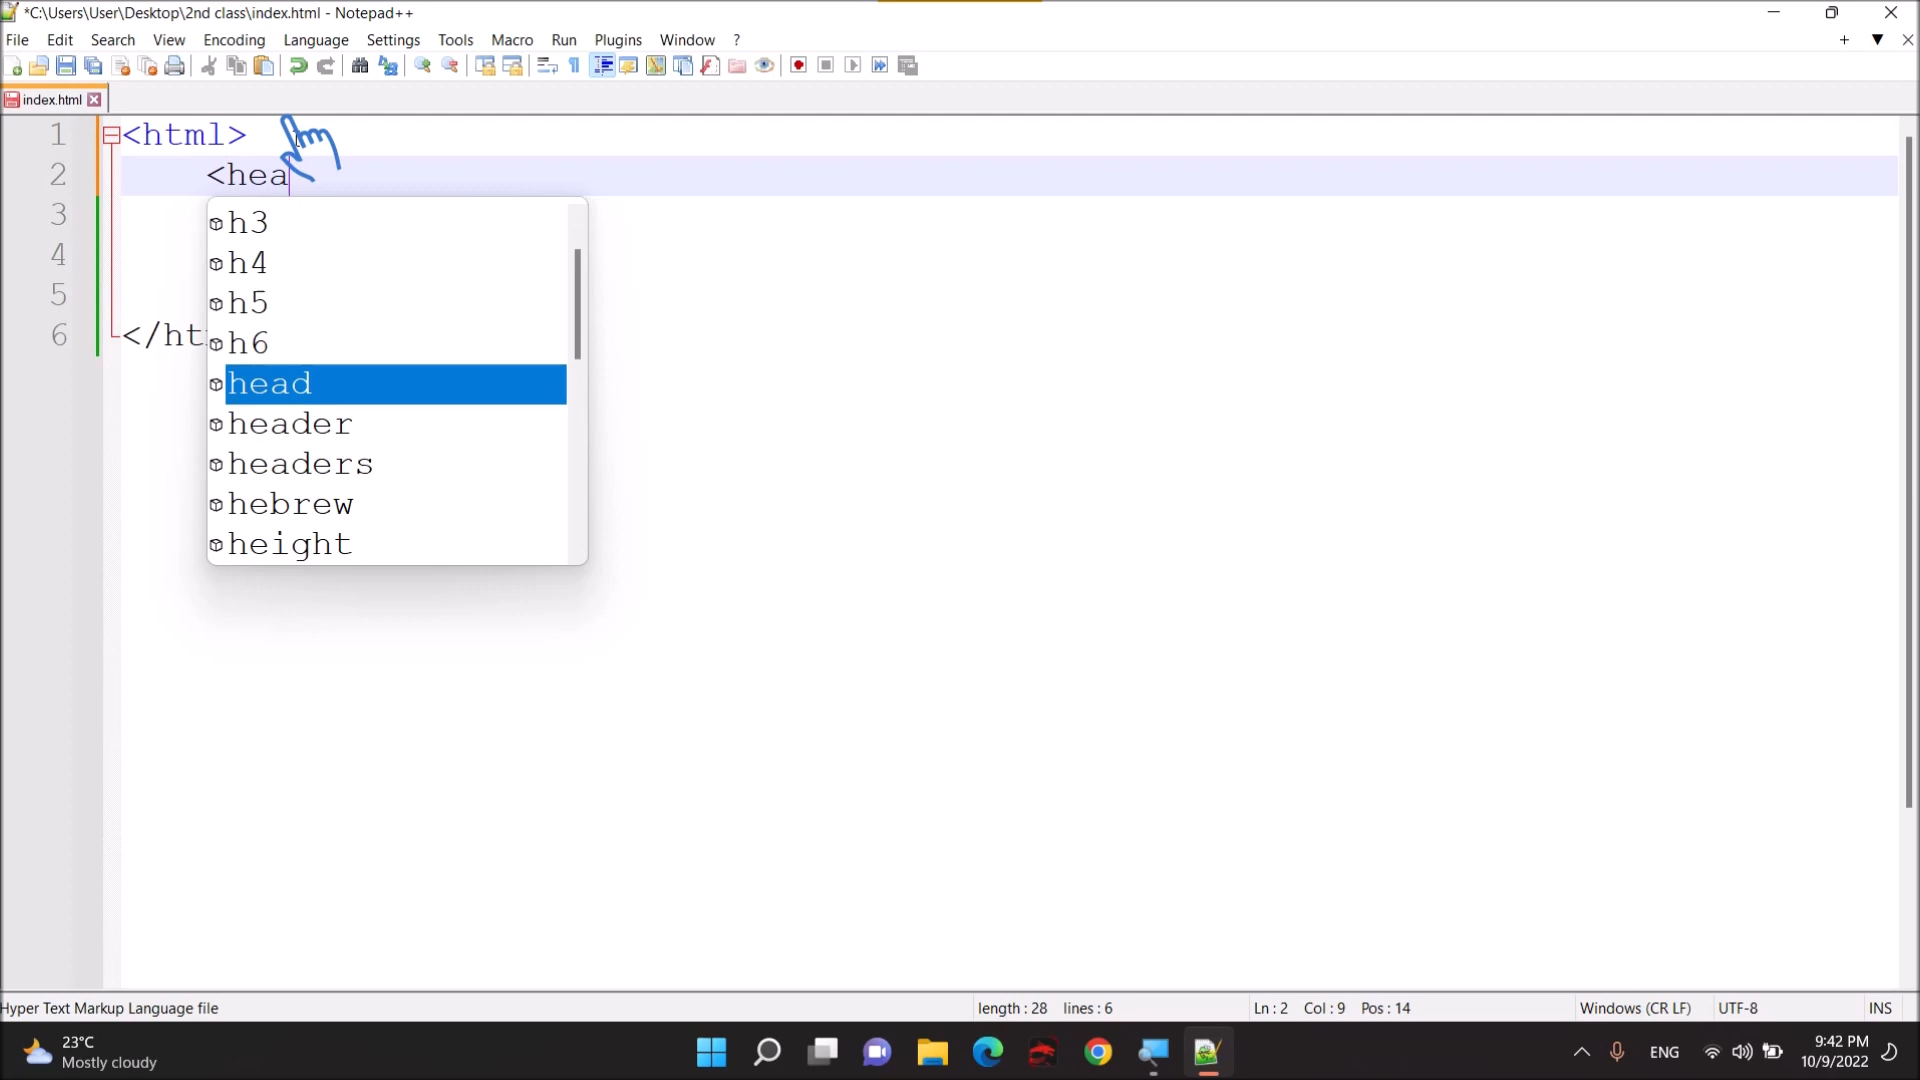 *C:\Users\User\Desktop\2nd class\index.html - Notepad++
File Edit Search View Encoding Language Settings Tools Macro Run Plugins Window ?
index.html
1 <html>
2 <hea
3
4
5
6 </ht
h3
h4
h5
h6
head
header
headers
hebrew
height
Hyper Text Markup Language file length : 28 lines : 6 Ln : 2 Col : 9 Pos : 14 Windows (CR LF) UTF-8 INS
23°C
Mostly cloudy
ENG
9:42 PM
10/9/2022